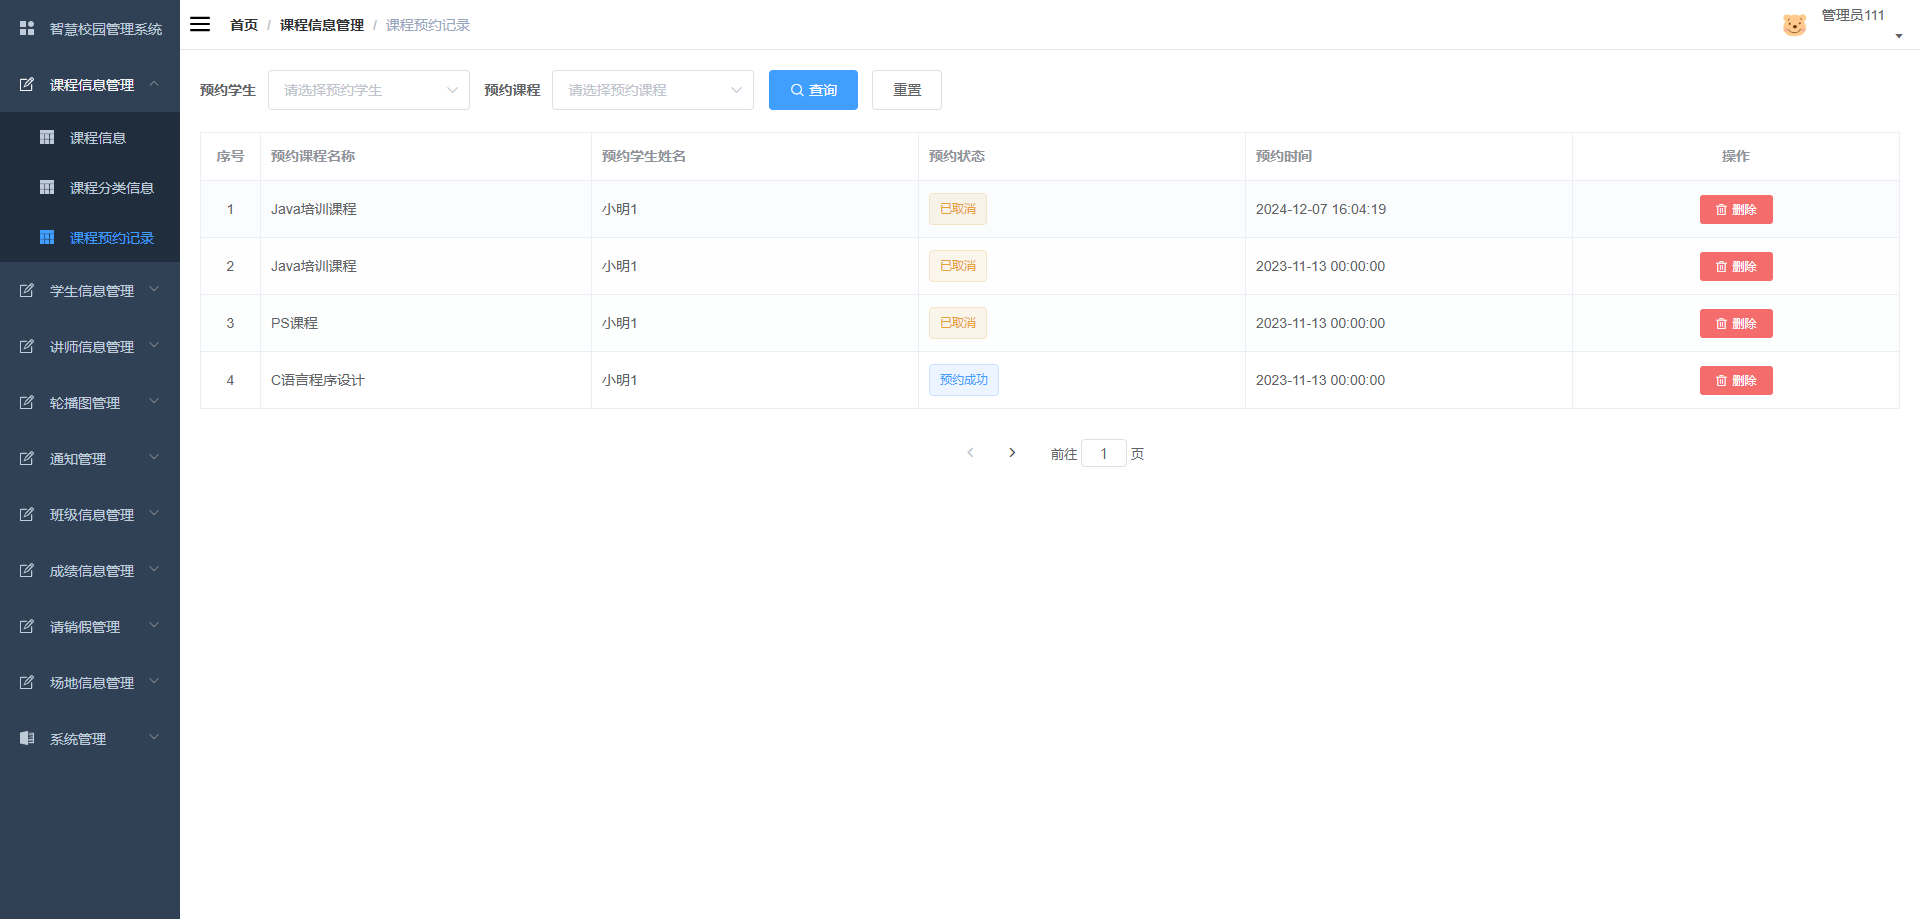 智慧校园管理系统
课程信息管理
课程信息
课程分类信息
课程预约记录
学生信息管理
讲师信息管理
轮播图管理
通知管理
班级信息管理
成绩信息管理
请销假管理
场地信息管理
系统管理
首页 / 课程信息管理 / 课程预约记录
管理员111
预约学生 请选择预约学生 预约课程 请选择预约课程 查询 重置
序号 预约课程名称 预约学生姓名 预约状态 预约时间 操作
1 Java培训课程 小明1 已取消 2024-12-07 16:04:19 删除
2 Java培训课程 小明1 已取消 2023-11-13 00:00:00 删除
3 PS课程 小明1 已取消 2023-11-13 00:00:00 删除
4 C语言程序设计 小明1 预约成功 2023-11-13 00:00:00 删除
前往 1 页